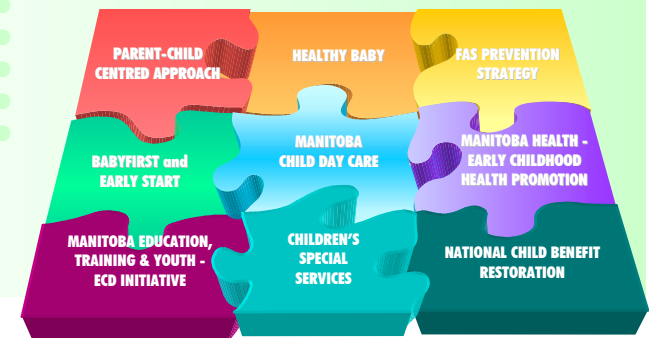 PARENT-CHILD
CENTRED APPROACH
HEALTHY BABY
FAS PREVENTION
STRATEGY
BABYFIRST and
EARLY START
MANITOBA
CHILD DAY CARE
MANITOBA HEALTH -
EARLY CHILDHOOD
HEALTH PROMOTION
MANITOBA EDUCATION,
TRAINING & YOUTH -
ECD INITIATIVE
CHILDREN'S
SPECIAL
SERVICES
NATIONAL CHILD BENEFIT
RESTORATION